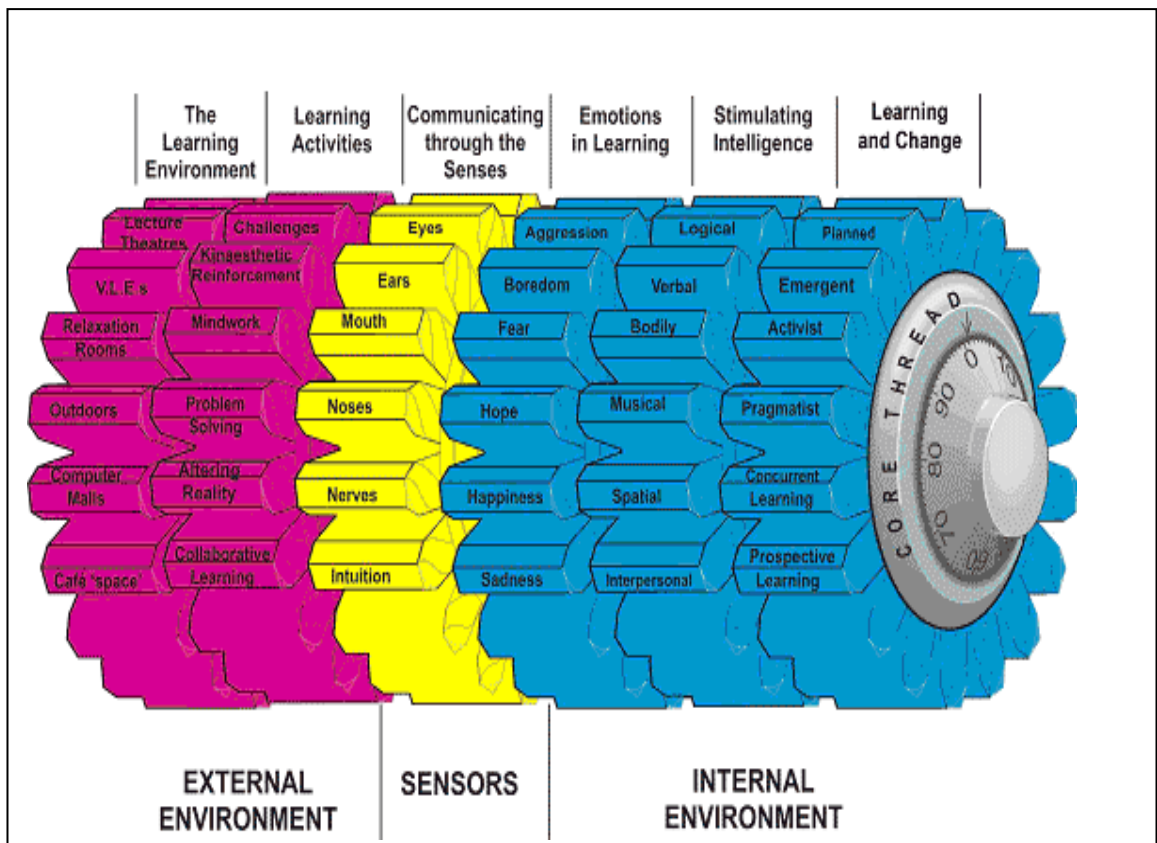 The
Learning
Environment
Learning
Activities
Communicating
through the
Senses
Emotions
in Learning
Stimulating
Intelligence
Learning
and Change
Lecture
Theatres
Challenges
Eyes
Aggression
Logical
Planned
V.L.E s
Kinaesthetic
Reinforcement
Ears
Boredom
Verbal
Emergent
Relaxation
Rooms
Mindwork
Mouth
Fear
Bodily
Activist
Outdoors
Problem
Solving
Noses
Hope
Musical
Pragmatist
Computer
Malls
Altering
Reality
Nerves
Happiness
Spatial
Concurrent
Learning
Café 'space'
Collaborative
Learning
Intuition
Sadness
Interpersonal
Prospective
Learning
CORE THREAD
0
10
90
80
70
60
EXTERNAL
ENVIRONMENT
SENSORS
INTERNAL
ENVIRONMENT